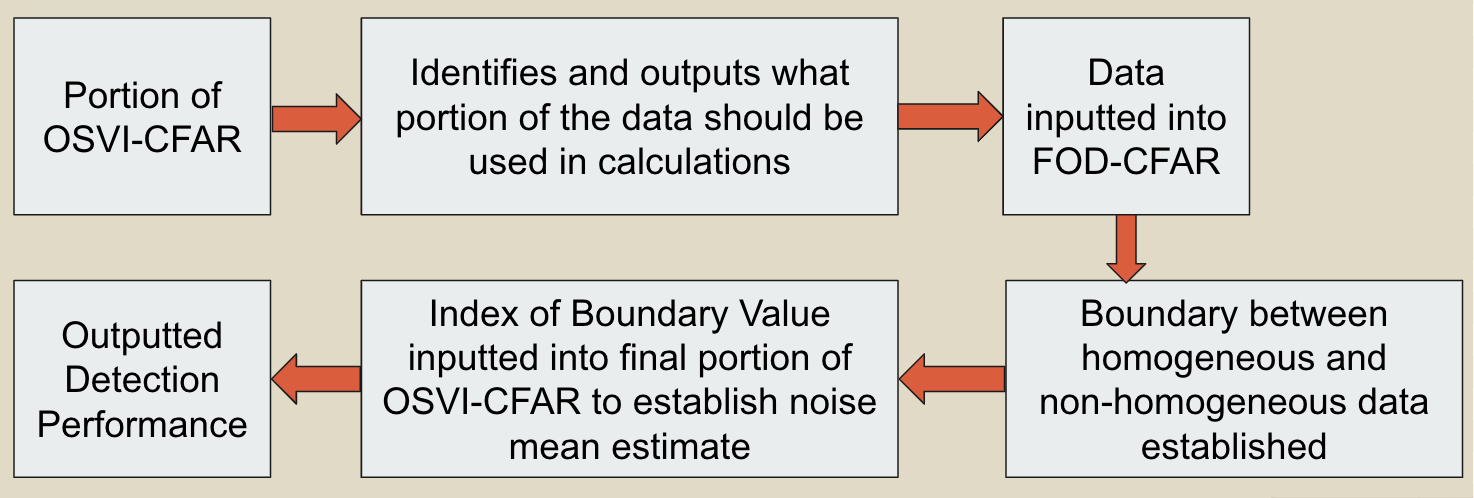 Portion of
OSVI-CFAR
Identifies and outputs what
portion of the data should be
used in calculations
Data
inputted into
FOD-CFAR
Boundary between
homogeneous and
non-homogeneous data
established
Index of Boundary Value
inputted into final portion of
OSVI-CFAR to establish noise
mean estimate
Outputted
Detection
Performance